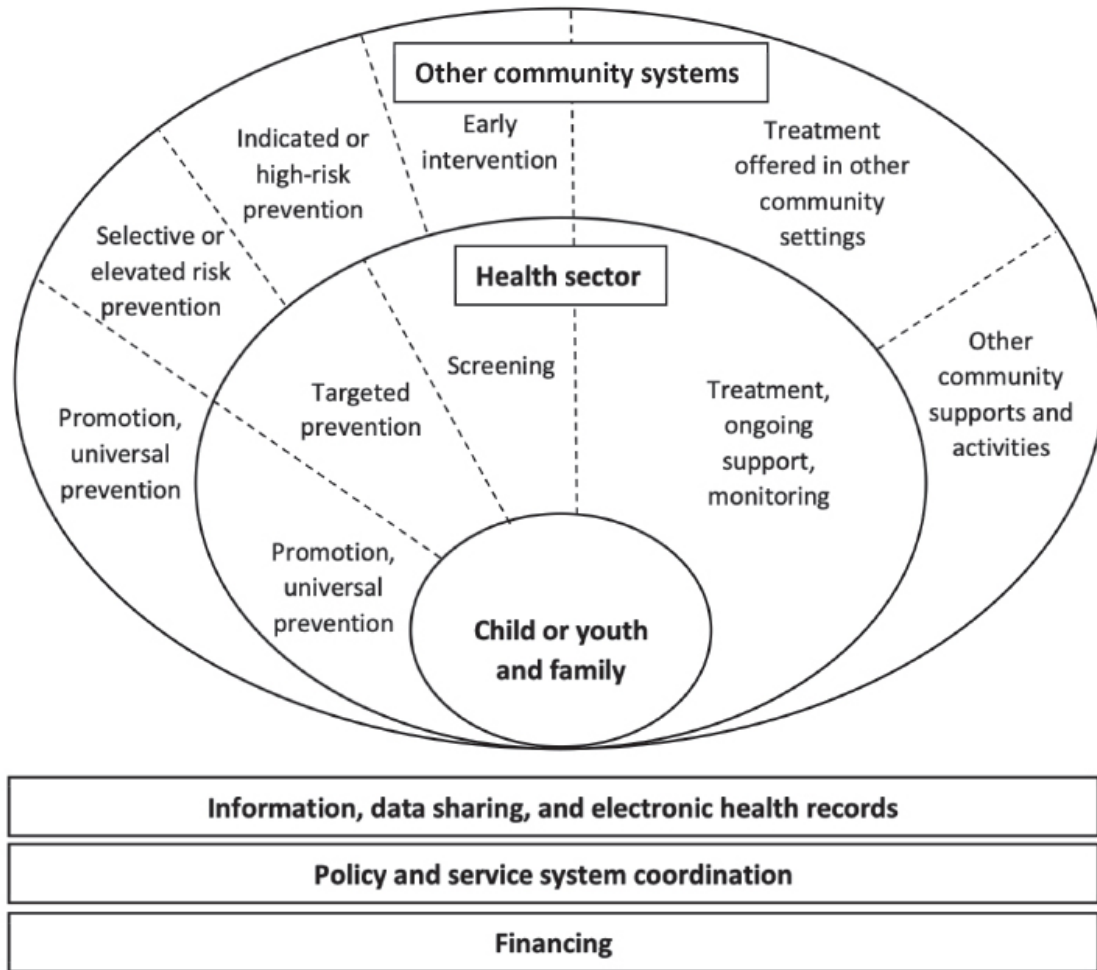 Other community systems
Early
intervention
Treatment
offered in other
community
settings
Indicated or
high-risk
prevention
Selective or
elevated risk
prevention
Health sector
Other
community
supports and
activities
Screening
Targeted
prevention
Treatment,
ongoing
support,
monitoring
Promotion,
universal
prevention
Promotion,
universal
prevention
Child or youth
and family
Information, data sharing, and electronic health records
Policy and service system coordination
Financing